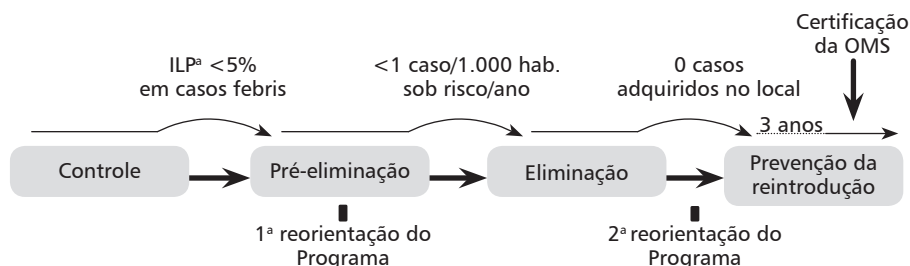 Certificação
da OMS
ILPª <5%
em casos febris
<1 caso/1.000 hab.
sob risco/ano
0 casos
adquiridos no local
3 anos
Controle
Pré-eliminação
Eliminação
Prevenção da
reintrodução
1ª reorientação do
Programa
2ª reorientação do
Programa